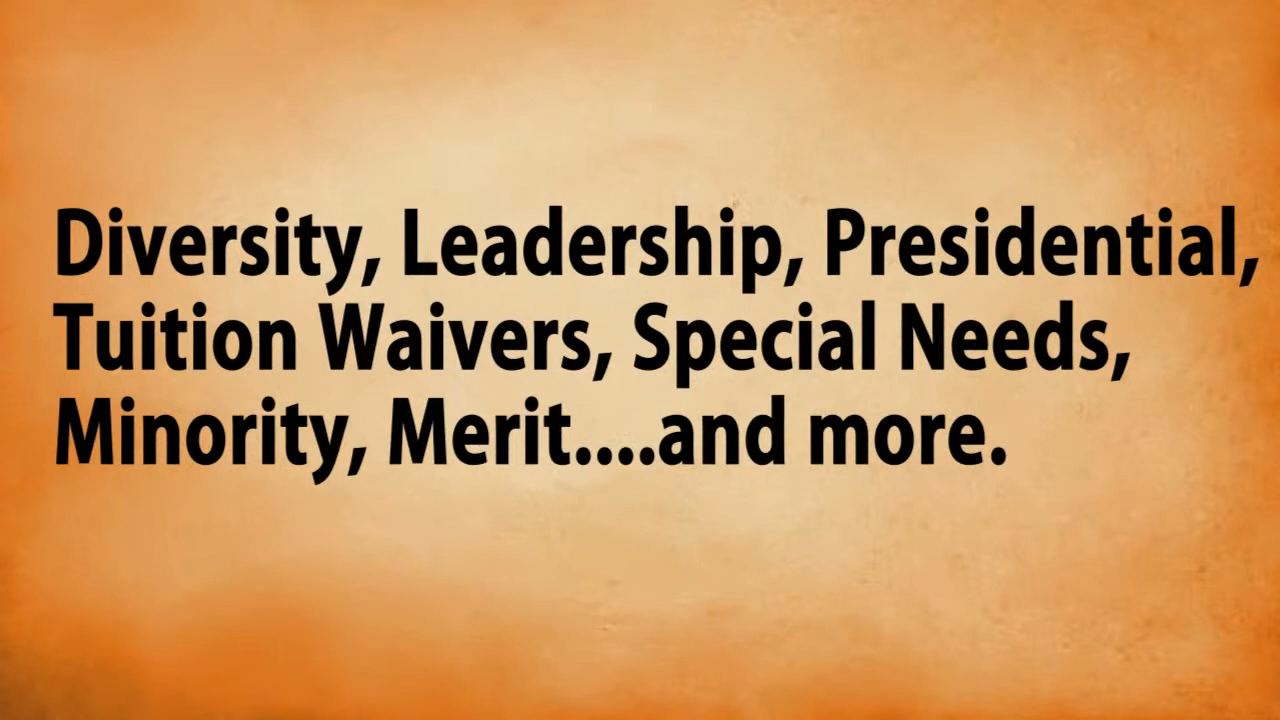 Diversity, Leadership, Presidential,
Tuition Waivers, Special Needs,
Minority, Merit....and more.